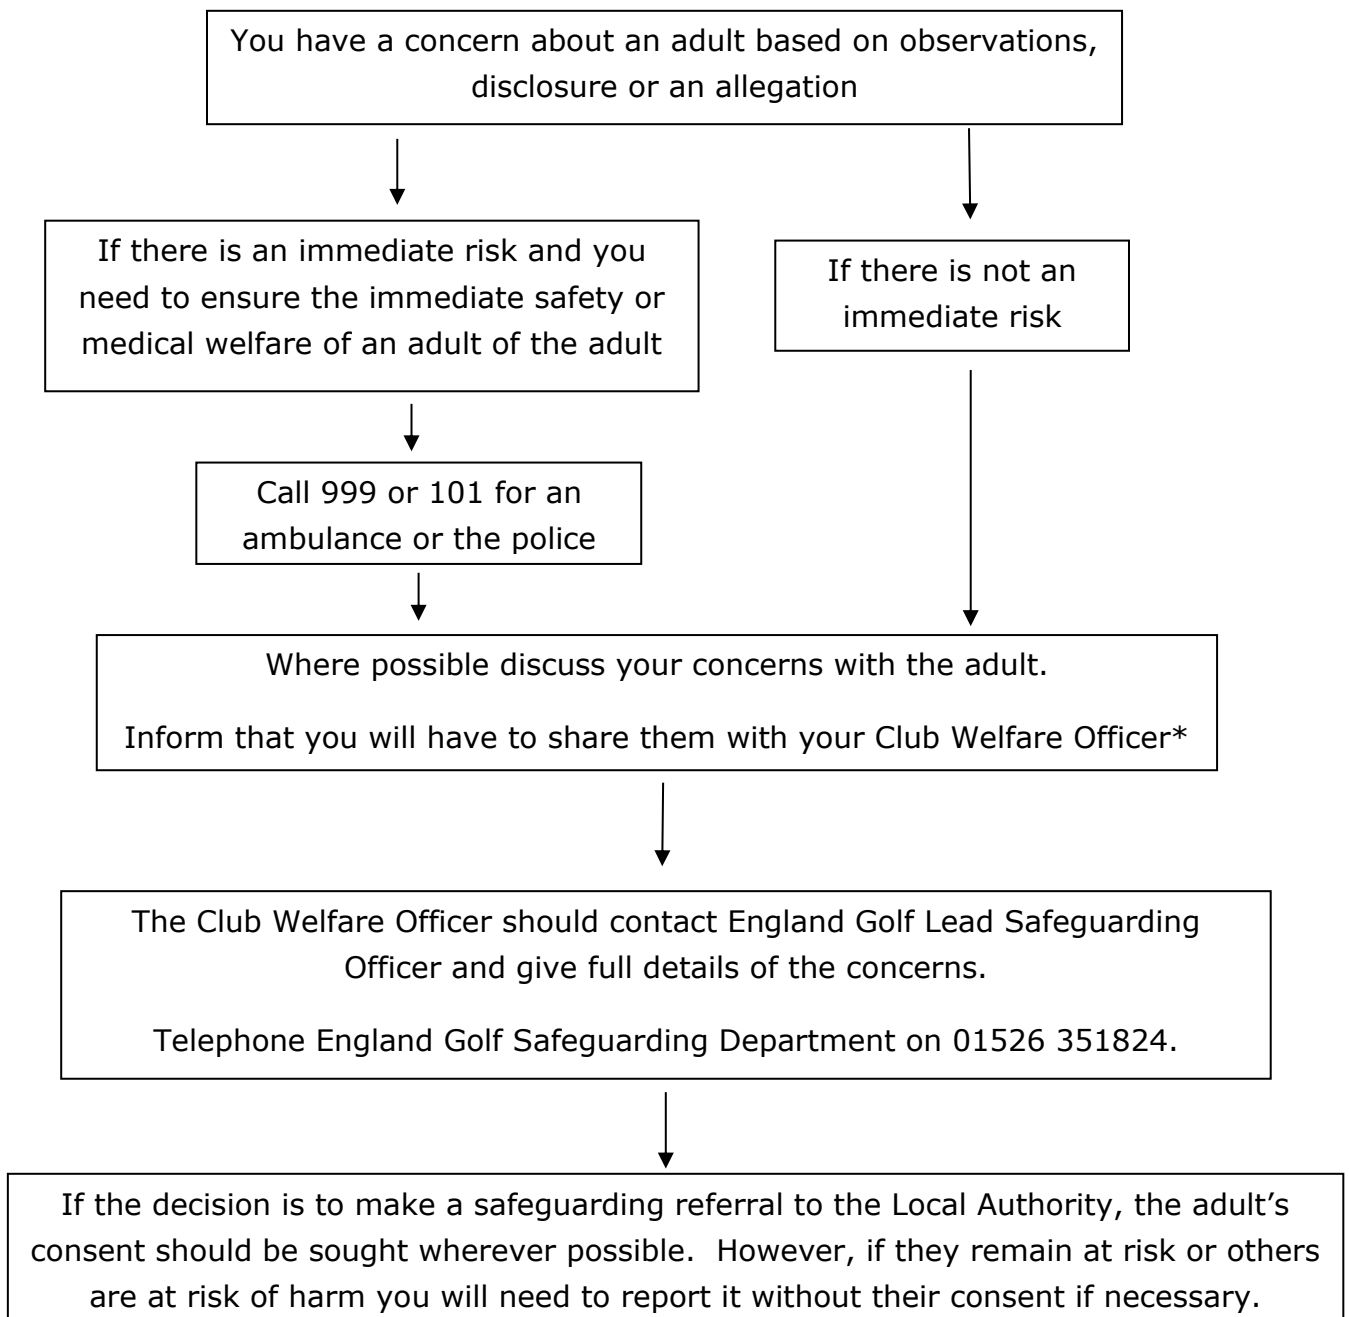 You have a concern about an adult based on observations,
disclosure or an allegation
If there is an immediate risk and you
need to ensure the immediate safety or
medical welfare of an adult of the adult
If there is not an
immediate risk
Call 999 or 101 for an
ambulance or the police
Where possible discuss your concerns with the adult.
Inform that you will have to share them with your Club Welfare Officer*
The Club Welfare Officer should contact England Golf Lead Safeguarding
Officer and give full details of the concerns.
Telephone England Golf Safeguarding Department on 01526 351824.
If the decision is to make a safeguarding referral to the Local Authority, the adult’s
consent should be sought wherever possible.  However, if they remain at risk or others
are at risk of harm you will need to report it without their consent if necessary.